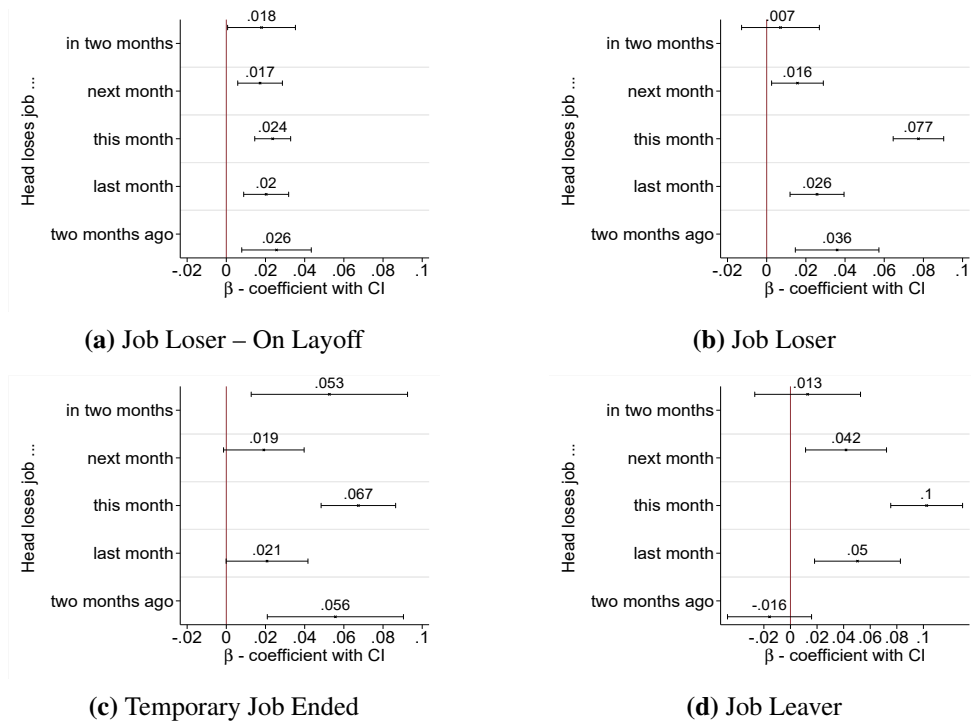 Head loses job ...
in two months
next month
this month
last month
two months ago
.018
.017
.024
.02
.026
-.02 0 .02 .04 .06 .08 .1
β - coefficient with CI
(a) Job Loser – On Layoff
Head loses job ...
in two months
next month
this month
last month
two months ago
.007
.016
.077
.026
.036
-.02 0 .02 .04 .06 .08 .1
β - coefficient with CI
(b) Job Loser
Head loses job ...
in two months
next month
this month
last month
two months ago
.053
.019
.067
.021
.056
-.02 0 .02 .04 .06 .08 .1
β - coefficient with CI
(c) Temporary Job Ended
Head loses job ...
in two months
next month
this month
last month
two months ago
.013
.042
.1
.05
-.016
-.02 0 .02 .04 .06 .08 .1
β - coefficient with CI
(d) Job Leaver